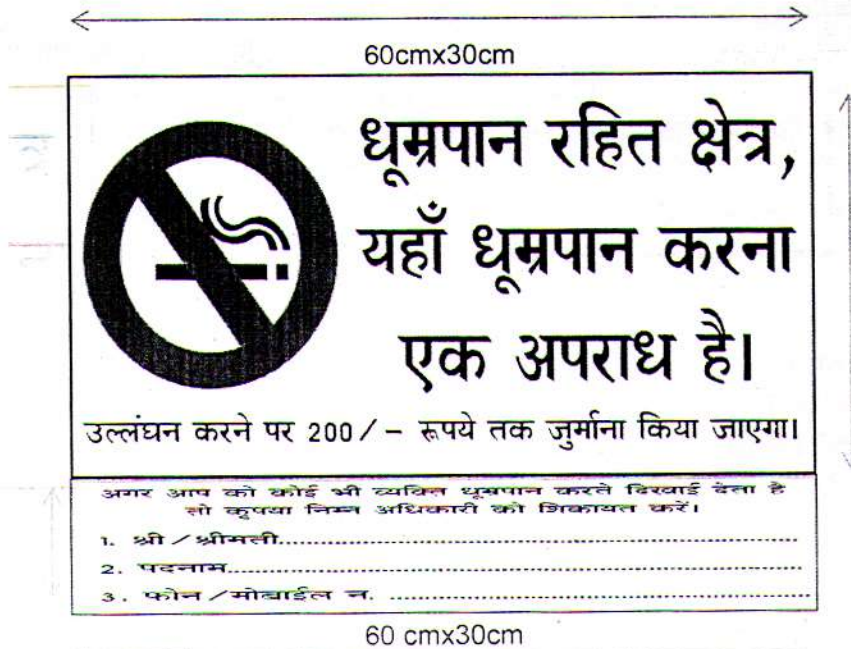 60cmx30cm
धूम्रपान रहित क्षेत्र,
यहाँ धूम्रपान करना
एक अपराध है।
उल्लंघन करने पर 200/- रूपये तक जुर्माना किया जाएगा।
अगर आप को कोई भी व्यक्ति धूम्रपान करते दिखाई देता है
तो कृपया निम्न अधिकारी को शिकायत करें।
1. श्री/श्रीमती.....................................................
2. पदनाम.....................................................
3. फोन/मोबाईल न. .....................................................
60 cmx30cm